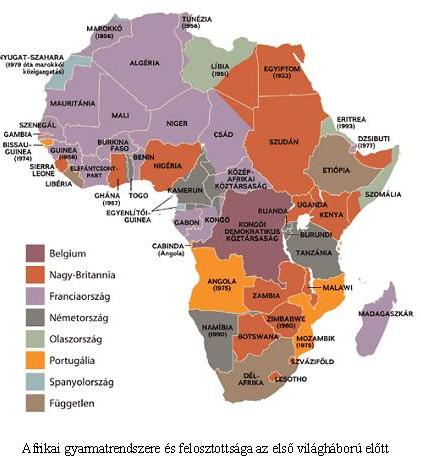 TUNÉZIA
(1956)
MAROKKÓ
(1956)
NYUGAT-SZAHARA
(1979 óta marokkói
közigazgatás)
ALGÉRIA
LÍBIA
(1951)
EGYIPTOM
(1922)
MAURITÁNIA
MALI
NIGER
CSÁD
SZUDÁN
ERITREA
(1993)
DZSIBUTI
(1977)
SZENEGÁL
GAMBIA
BISSAU-
GUINEA
(1974)
GUINEA
(1958)
SIERRA
LEONE
LIBÉRIA
ELEFÁNTCSONT-
PART
BURKINA
FASO
BENIN
GHÁNA
(1957)
TOGO
NIGÉRIA
KAMERUN
EGYENLÍTŐI-
GUINEA
KÖZÉP-
AFRIKAI
KÖZTÁRSASÁG
ETIÓPIA
SZOMÁLIA
GABON
KONGÓ
CABINDA
(Angola)
KONGÓI
DEMOKRATIKUS
KÖZTÁRSASÁG
RUANDA
UGANDA
KENYA
BURUNDI
TANZÁNIA
ANGOLA
(1975)
ZAMBIA
MALAWI
MADAGASZKÁR
NAMÍBIA
(1990)
ZIMBABWE
(1980)
BOTSWANA
MOZAMBIK
(1975)
SZVÁZIFÖLD
LESOTHO
DÉL-
AFRIKA
Belgium
Nagy-Britannia
Franciaország
Németország
Olaszország
Portugália
Spanyolország
Független
Afrikai gyarmatrendszere és felosztottsága az első világháború előtt